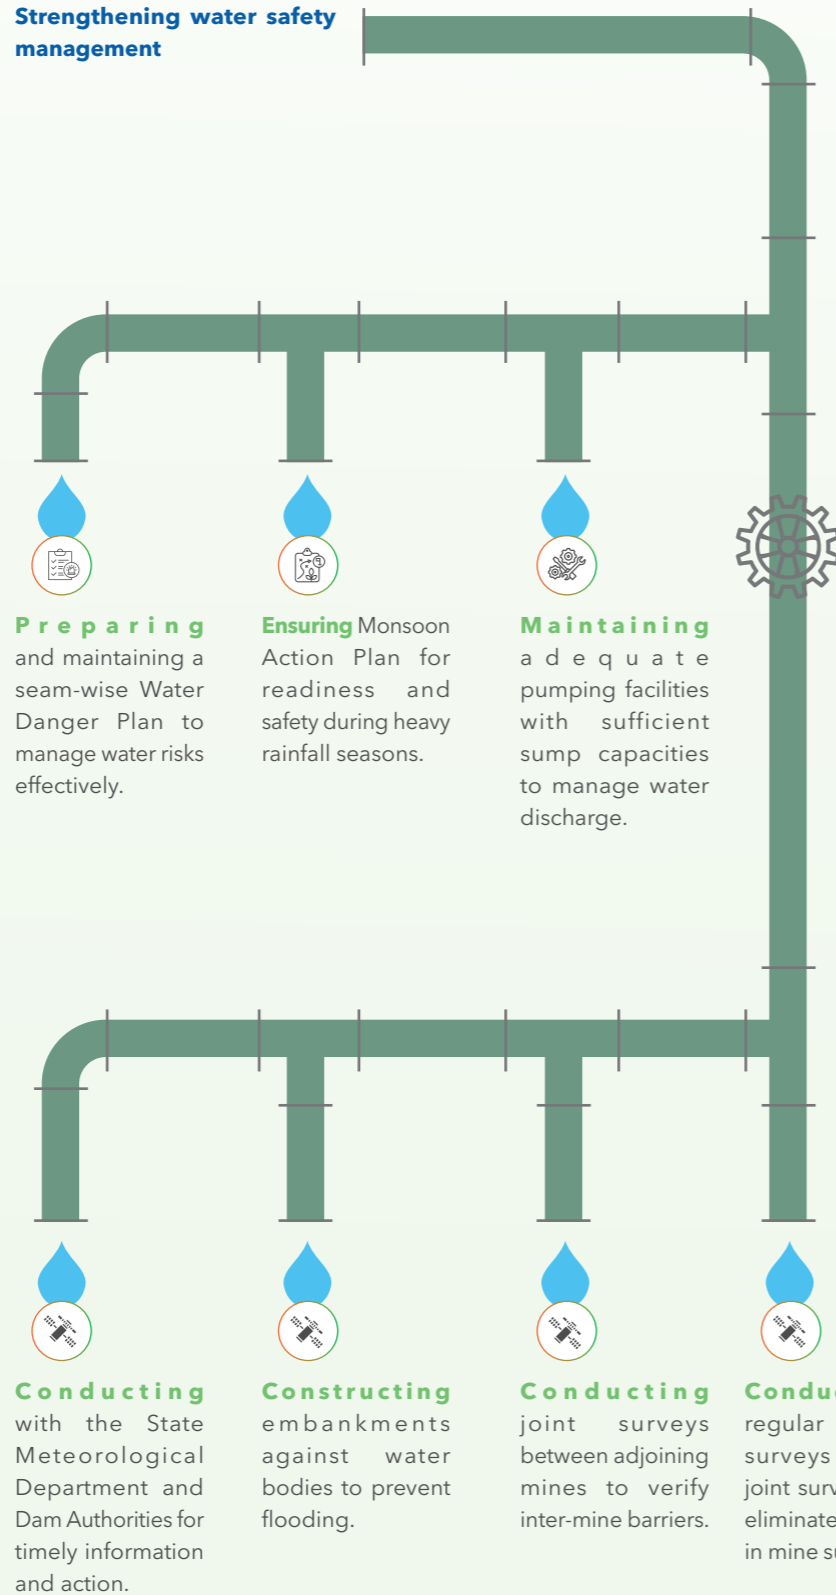 Strengthening water safety
management
Preparing
and maintaining a
seam-wise Water
Danger Plan to
manage water risks
effectively.
Ensuring Monsoon
Action Plan for
readiness and
safety during heavy
rainfall seasons.
Maintaining
adequate
pumping facilities
with sufficient
sump capacities
to manage water
discharge.
Conducting
with the State
Meteorological
Department and
Dam Authorities for
timely information
and action.
Constructing
embankments
against water
bodies to prevent
flooding.
Conducting
joint surveys
between adjoining
mines to verify
inter-mine barriers.
regular
surveys
joint
eliminate
in mine